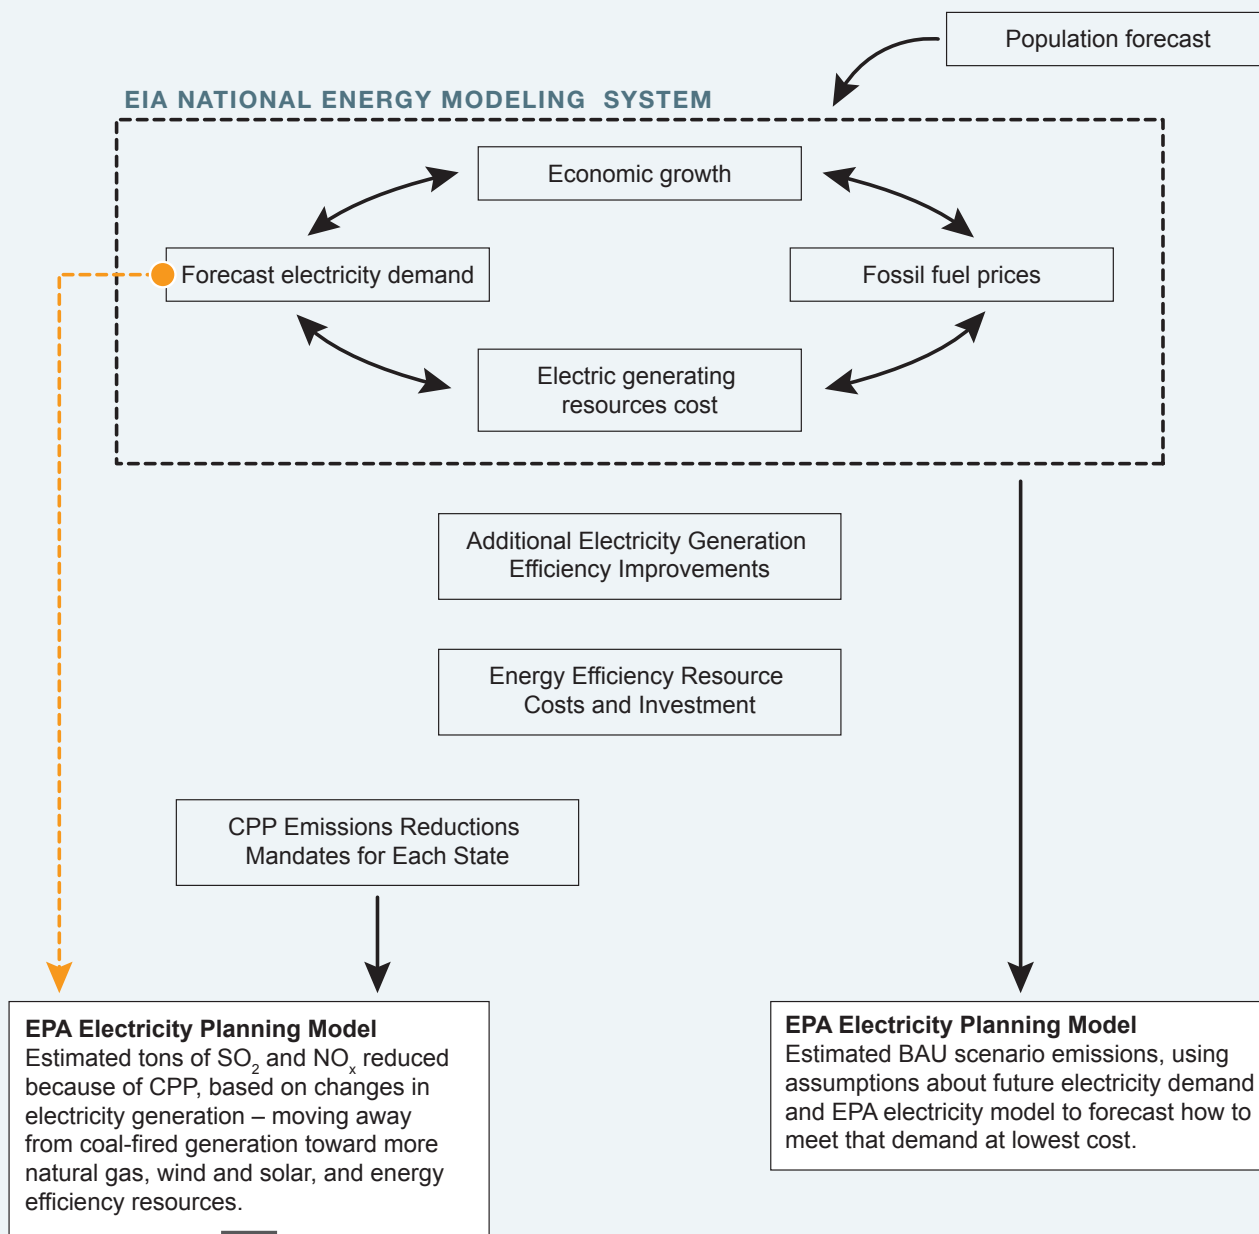 Population forecast
EIA NATIONAL ENERGY MODELING SYSTEM
Economic growth
Forecast electricity demand
Fossil fuel prices
Electric generating
resources cost
Additional Electricity Generation
Efficiency Improvements
Energy Efficiency Resource
Costs and Investment
CPP Emissions Reductions
Mandates for Each State
EPA Electricity Planning Model
Estimated tons of SO₂ and NOₓ reduced
because of CPP, based on changes in
electricity generation – moving away
from coal-fired generation toward more
natural gas, wind and solar, and energy
efficiency resources.
EPA Electricity Planning Model
Estimated BAU scenario emissions, using
assumptions about future electricity demand
and EPA electricity model to forecast how to
meet that demand at lowest cost.